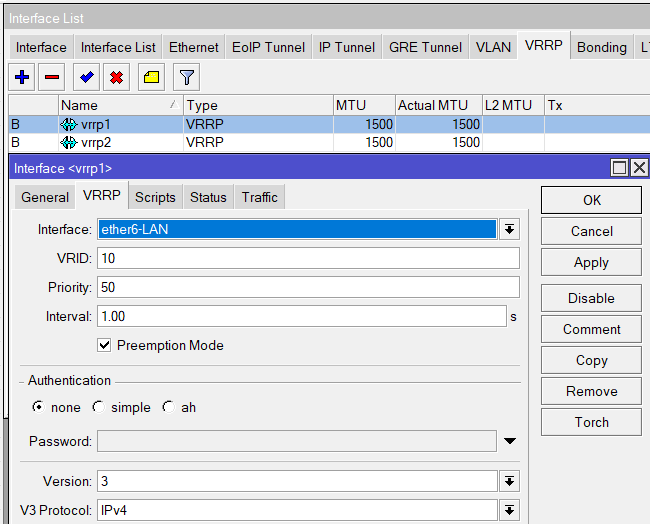 Interface List
Interface Interface List Ethernet EoIP Tunnel IP Tunnel GRE Tunnel VLAN VRRP Bonding
Name Type MTU Actual MTU L2 MTU Tx
B vrrp1 VRRP 1500 1500
B vrrp2 VRRP 1500 1500
Interface <vrrp1>
General VRRP Scripts Status Traffic
Interface: ether6-LAN
VRID: 10
Priority: 50
Interval: 1.00 s
Preemption Mode
Authentication
none simple ah
Password:
Version: 3
V3 Protocol: IPv4
OK
Cancel
Apply
Disable
Comment
Copy
Remove
Torch